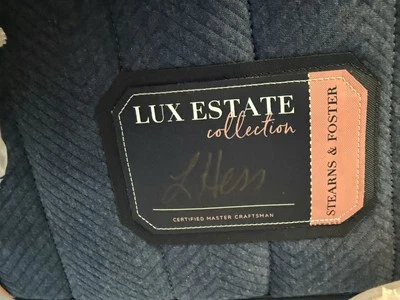 LUX ESTATE
collection
L Hess
CERTIFIED MASTER CRAFTSMAN
STEARNS & FOSTER